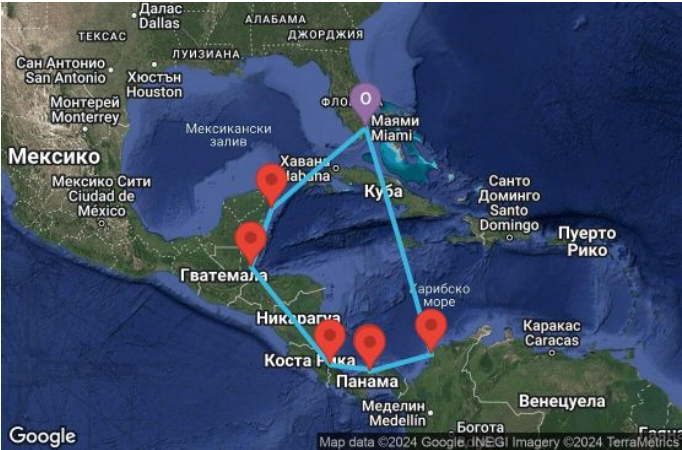 Далас
Dallas
АЛАБАМА
ТЕКСАС
ДЖОРДЖИЯ
ЛУИЗИАНА
Сан Антонио
San Antonio
Хюстън
Houston
Монтерей
Monterrey
ФЛО
O
Маями
Miami
Мексикански
залив
Мексико
Хавана
Habana
Мексико Сити
Ciudad de
México
Куба
Санто
Доминго
Santo
Domingo
Пуерто
Рико
Гватемала
Карибско
море
Никарагуа
Каракас
Caracas
Коста Рика
Панама
Меделин
Medellín
Венецуела
Богота
Google
Map data ©2024 Google, INEGI Imagery ©2024 TerraMetrics